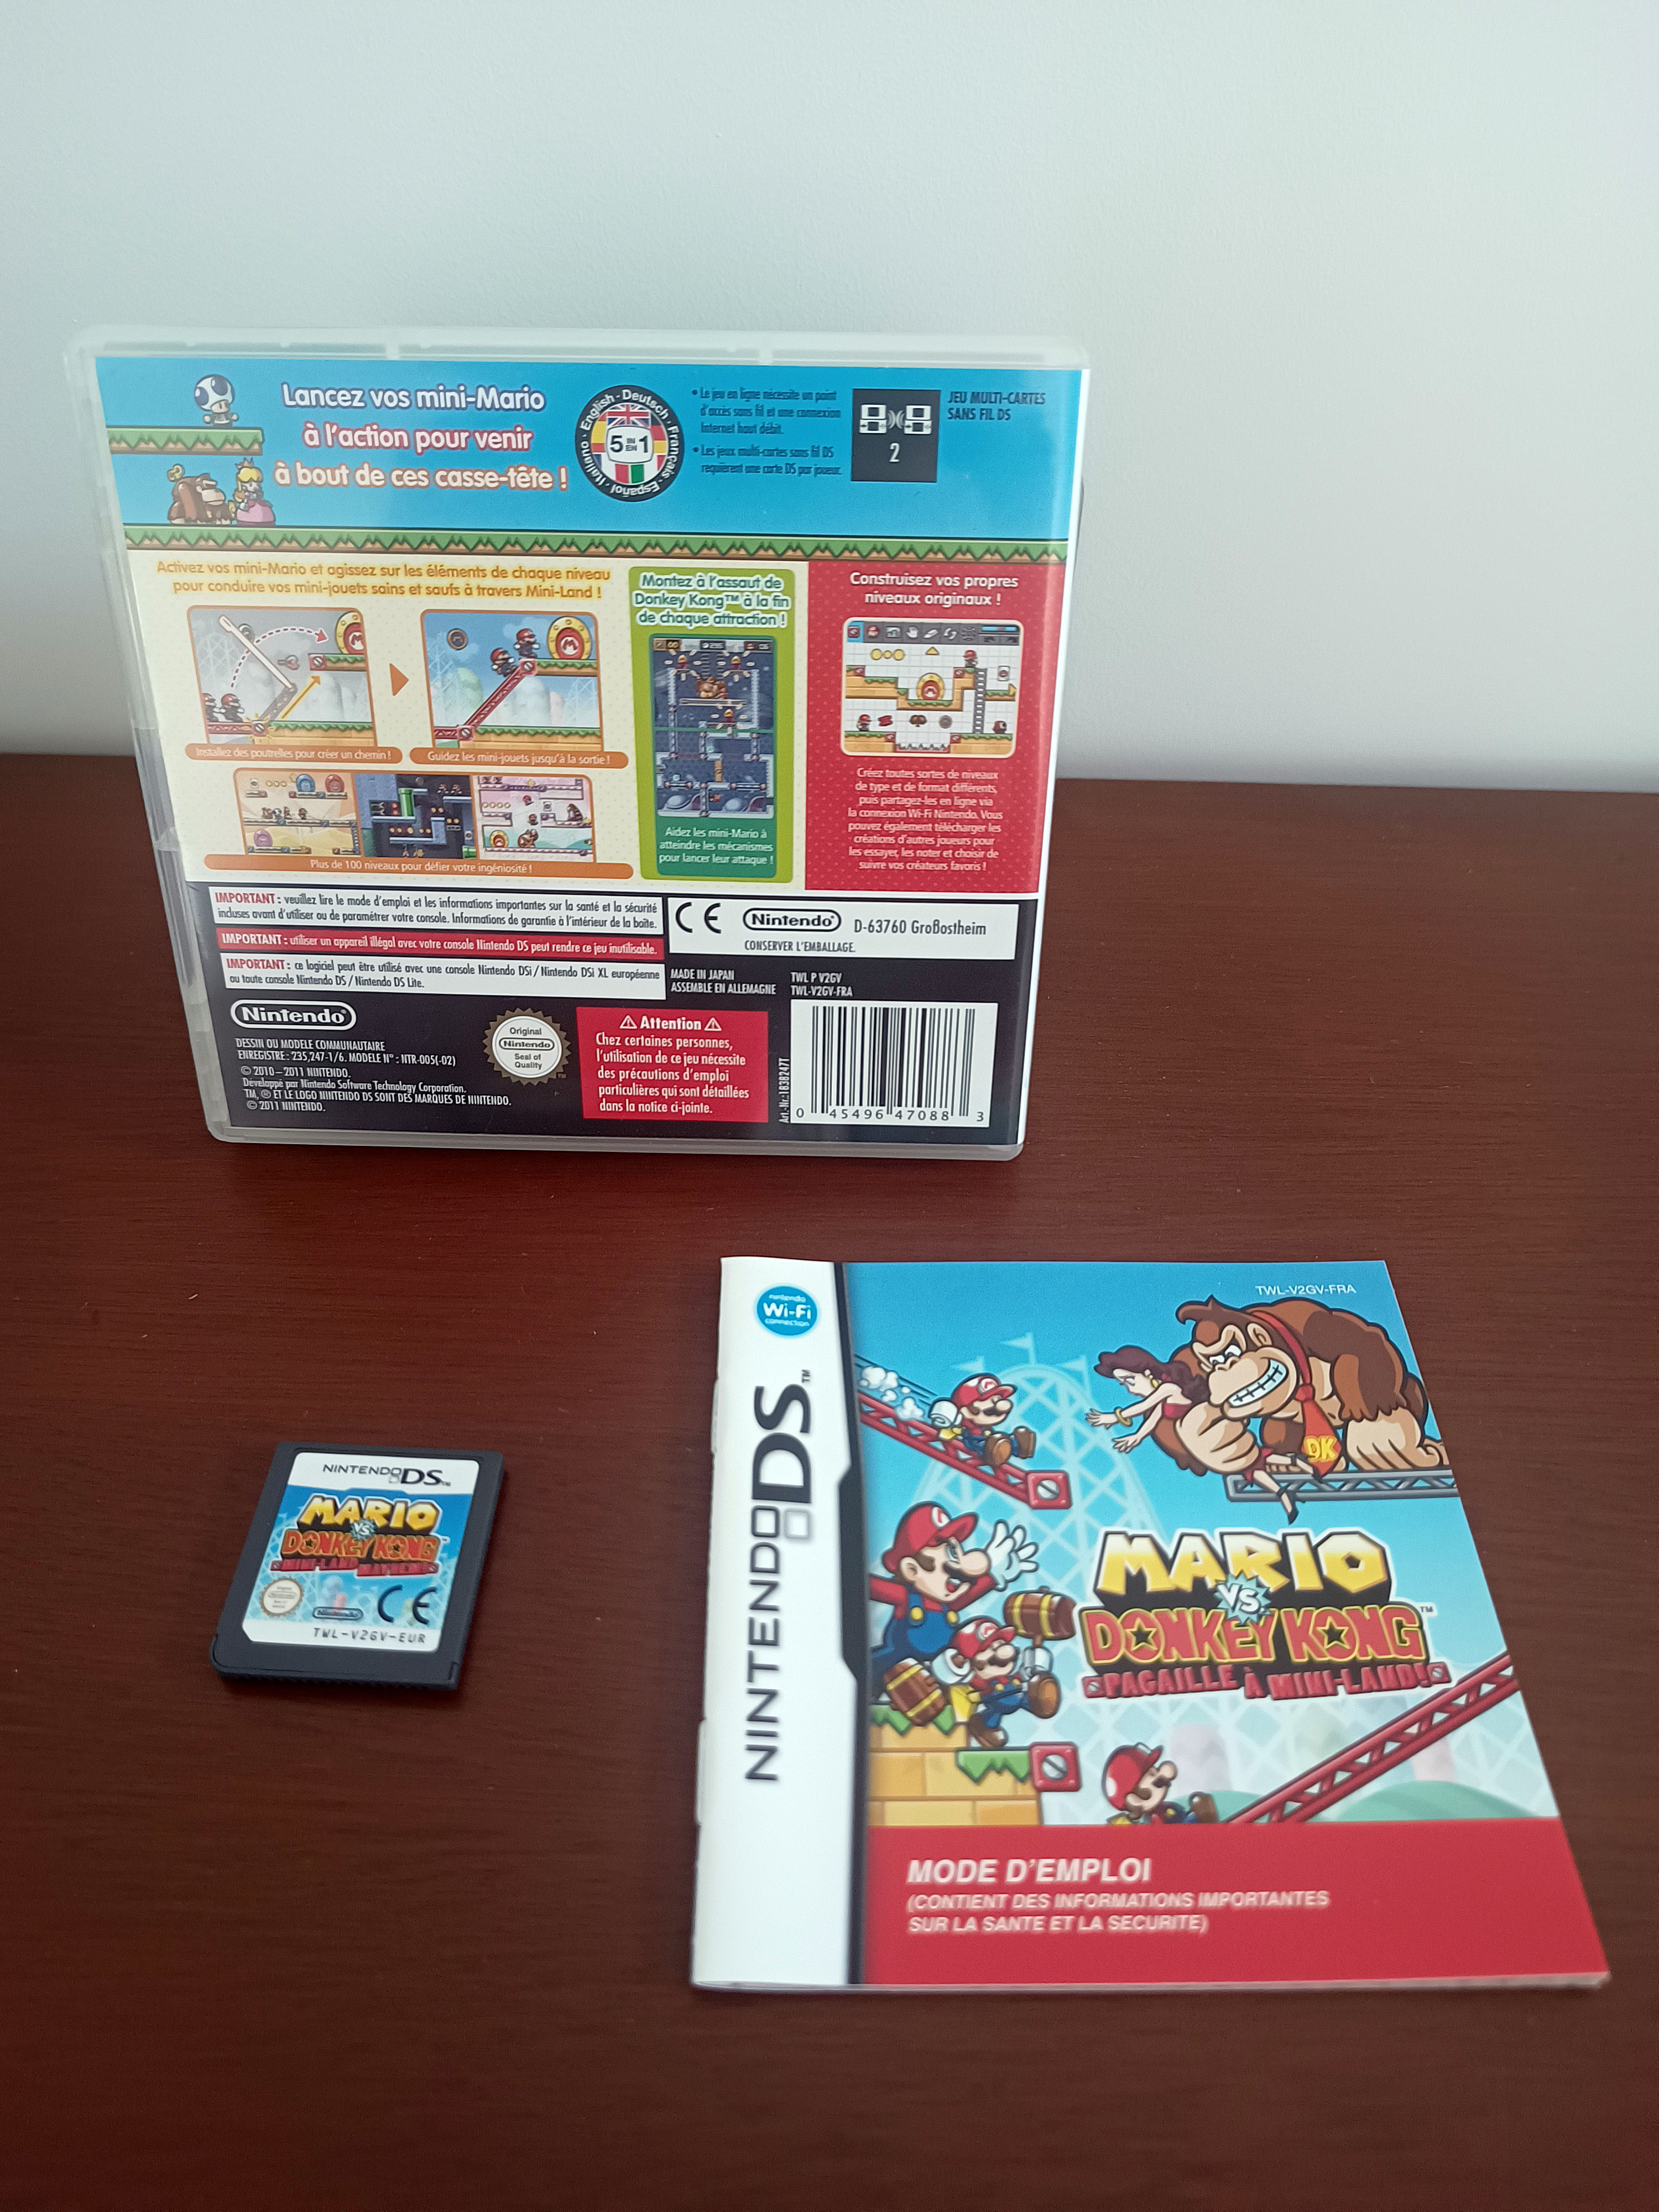 Lancez vos mini-Mario
à l'action pour venir
à bout de ces casse-tête !
English · Deutsch · Français · Español · Italiano ·
5 IN EN 1
• Le jeu en ligne nécessite un point
d'accès sans fil et une connexion
Internet haut débit.
• Les jeux multi-cartes sans fil DS
requièrent une carte DS par joueur.
2
JEU MULTI-CARTES
SANS FIL DS
Activez vos mini-Mario et agissez sur les éléments de chaque niveau
pour conduire vos mini-jouets sains et saufs à travers Mini-Land !
Installez des poutrelles pour créer un chemin !
Guidez les mini-jouets jusqu'à la sortie !
Plus de 100 niveaux pour défier votre ingéniosité !
Montez à l'assaut de
Donkey Kong™ à la fin
de chaque attraction !
Aidez les mini-Mario à
atteindre les mécanismes
pour lancer leur attaque !
Construisez vos propres
niveaux originaux !
Créez toutes sortes de niveaux
de type et de format différents,
puis partagez-les en ligne via
la connexion Wi-Fi Nintendo. Vous
pouvez également télécharger les
créations d'autres joueurs pour
les essayer, les noter et choisir de
suivre vos créateurs favoris !
IMPORTANT : veuillez lire le mode d'emploi et les informations importantes sur la santé et la sécurité
incluses avant d'utiliser ou de paramétrer votre console. Informations de garantie à l'intérieur de la boîte.
IMPORTANT : utiliser un appareil illégal avec votre console Nintendo DS peut rendre ce jeu inutilisable.
IMPORTANT : ce logiciel peut être utilisé avec une console Nintendo DSi / Nintendo DSi XL européenne
ou toute console Nintendo DS / Nintendo DS Lite.
CE Nintendo® D-63760 Großostheim
CONSERVER L'EMBALLAGE.
MADE IN JAPAN
ASSEMBLE EN ALLEMAGNE
TWL P V2GV
TWL-V2GV-FRA
Nintendo®
DESSIN OU MODELE COMMUNAUTAIRE
ENREGISTRE : 235,247-1/6. MODELE N° : NTR-005(-02)
© 2010–2011 NINTENDO.
Développé par Nintendo Software Technology Corporation.
TM, ® ET LE LOGO NINTENDO DS SONT DES MARQUES DE NINTENDO.
© 2011 NINTENDO.
Original
Nintendo
Seal of
Quality
TM
⚠ Attention ⚠
Chez certaines personnes,
l'utilisation de ce jeu nécessite
des précautions d'emploi
particulières qui sont détaillées
dans la notice ci-jointe.
Art.-Nr.: 1838247T
0 45496 47088 3
NINTENDO DS™
MARIO
VS.
DONKEY KONG™
MINI-LAND MAYHEM!
Nintendo CE
TWL-V2GV-EUR
nintendo
Wi-Fi
connection
NINTENDO DS™
TWL-V2GV-FRA
DK
MARIO
VS.
DONKEY KONG™
PAGAILLE À MINI-LAND!
MODE D'EMPLOI
(CONTIENT DES INFORMATIONS IMPORTANTES
SUR LA SANTE ET LA SECURITE)